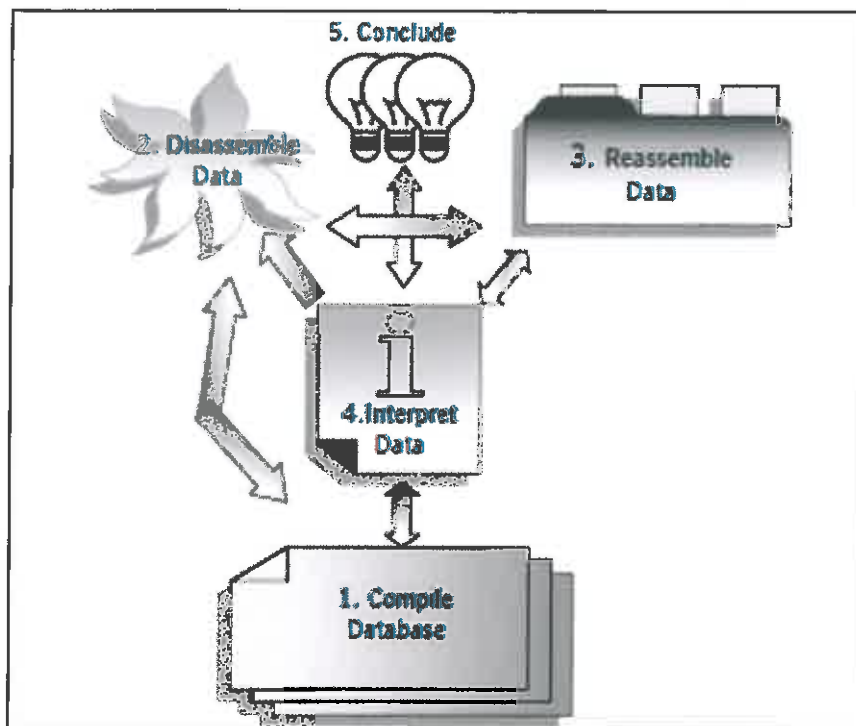 5. Conclude
2. Disassemble
Data
3. Reassemble
Data
4.Interpret
Data
1. Compile
Database